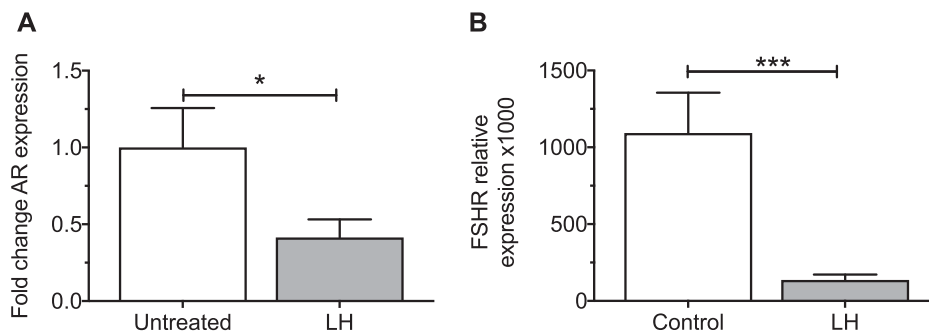 A
Fold change AR expression
1.5
1.0
0.5
0.0
*
Untreated
LH
B
FSHR relative
expression x1000
1500
1000
500
0
***
Control
LH